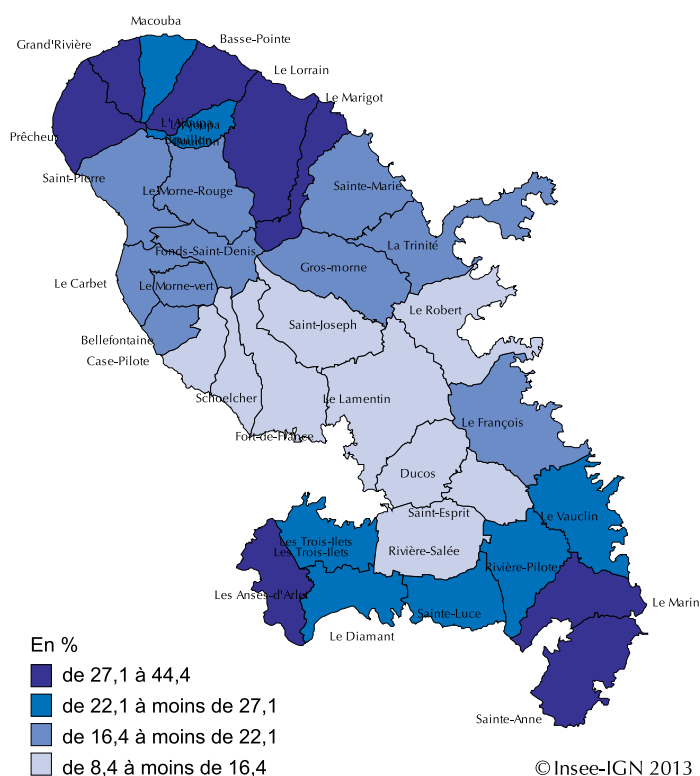 Macouba
Grand'Rivière
Basse-Pointe
Le Lorrain
Le Marigot
L'Ajoupa
L'Ajoupa
Bouillon
Bouillon
Prêcheur
Saint-Pierre
Le Morne-Rouge
Sainte-Marie
La Trinité
Fonds-Saint-Denis
Gros-morne
Le Carbet
Le Morne-vert
Le Robert
Saint-Joseph
Bellefontaine
Case-Pilote
Schoelcher
Le Lamentin
Le François
Fort-de-France
Ducos
Saint-Esprit
Le Vauclin
Les Trois-Ilets
Les Trois-Ilets
Rivière-Salée
Rivière-Pilote
Les Anses-d'Arlet
Le Marin
Sainte-Luce
Le Diamant
Sainte-Anne
En %
de 27,1 à 44,4
de 22,1 à moins de 27,1
de 16,4 à moins de 22,1
de 8,4 à moins de 16,4
© Insee-IGN 2013